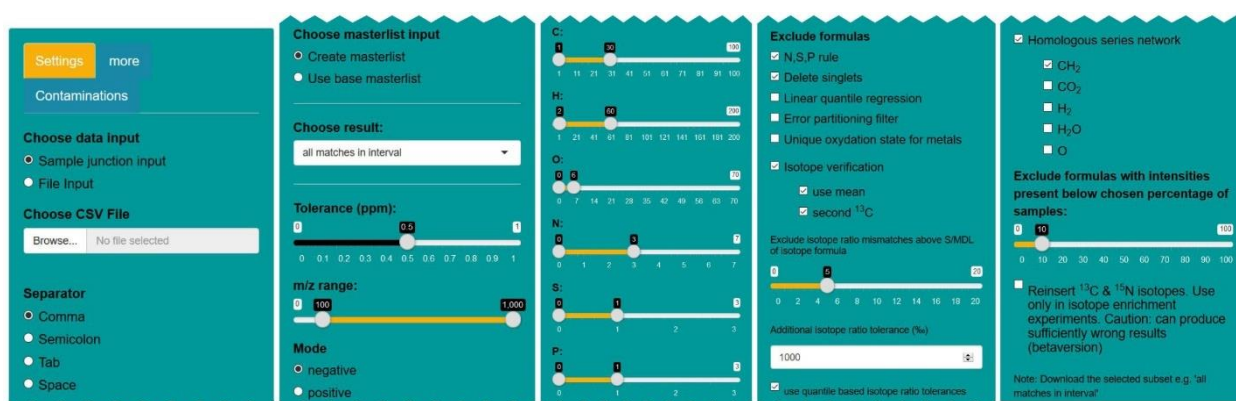 Settings
more
Contaminations
Choose data input
Sample junction input
File Input
Choose CSV File
Browse...
No file selected
Separator
Comma
Semicolon
Tab
Space
Choose masterlist input
Create masterlist
Use base masterlist
Choose result:
all matches in interval
Tolerance (ppm):
0 0.5 1
0 0.1 0.2 0.3 0.4 0.5 0.6 0.7 0.8 0.9 1
m/z range:
0 100 1,000
Mode
negative
positive
C:
1 30 100
1 11 21 31 41 51 61 71 81 91 100
H:
2 60 200
1 21 41 61 81 101 121 141 161 181 200
O:
0 6 70
0 7 14 21 28 35 42 49 56 63 70
N:
0 3 7
0 1 2 3 4 5 6 7
S:
0 1 3
0 1 2 3
P:
0 1 3
0 1 2 3
Exclude formulas
N,S,P rule
Delete singlets
Linear quantile regression
Error partitioning filter
Unique oxydation state for metals
Isotope verification
use mean
second ¹³C
Exclude isotope ratio mismatches above S/MDL
of isotope formula
0 5 20
0 2 4 6 8 10 12 14 16 18 20
Additional isotope ratio tolerance (‰)
1000
use quantile based isotope ratio tolerances
Homologous series network
CH₂
CO₂
H₂
H₂O
O
Exclude formulas with intensities
present below chosen percentage of
samples:
0 10 100
0 10 20 30 40 50 60 70 80 90 100
Reinsert ¹³C & ¹⁵N isotopes. Use
only in isotope enrichment
experiments. Caution: can produce
sufficiently wrong results
(betaversion)
Note: Download the selected subset e.g. 'all
matches in interval'